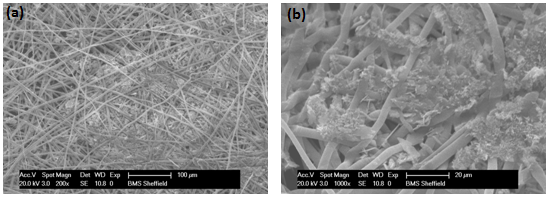 (a)
Acc.V Spot Magn Det WD Exp 100 µm
20.0 kV 3.0 200x SE 10.8 0 BMS Sheffield
(b)
Acc.V Spot Magn Det WD Exp 20 µm
20.0 kV 3.0 1000x SE 10.8 0 BMS Sheffield